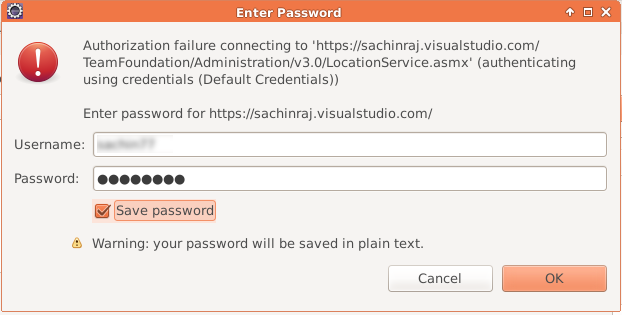 Enter Password
Authorization failure connecting to 'https://sachinraj.visualstudio.com/
TeamFoundation/Administration/v3.0/LocationService.asmx' (authenticating
using credentials (Default Credentials))
Enter password for https://sachinraj.visualstudio.com/
Username:
Password: ●●●●●●●●
Save password
Warning: your password will be saved in plain text.
Cancel OK